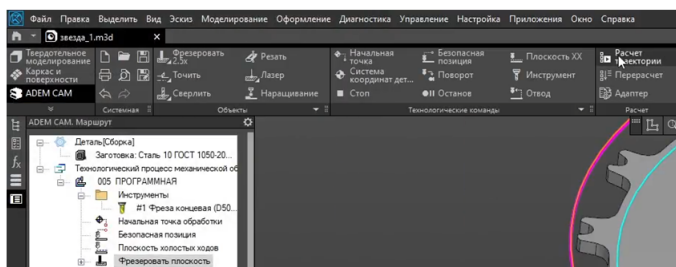 Файл Правка Выделить Вид Эскиз Моделирование Оформление Диагностика Управление Настройка Приложения Окно Справка
звезда_1.m3d
Твердотельное моделирование
Каркас и поверхности
ADEM CAM
Системная
Фрезеровать 2.5x
Точить
Сверлить
Резать
Лазер
Наращивание
Объекты
Начальная точка
Система координат дет...
Стоп
Безопасная позиция
Поворот
Останов
Плоскость ХХ
Инструмент
Отвод
Технологические команды
Расчет траектории
Перерасчет
Адаптер
Расчет
ADEM CAM. Маршрут
Деталь[Сборка]
Заготовка: Сталь 10 ГОСТ 1050-20...
Технологический процесс механической об
005 ПРОГРАММНАЯ
Инструменты
#1 Фреза концевая (D50...
Начальная точка обработки
Безопасная позиция
Плоскость холостых ходов
Фрезеровать плоскость